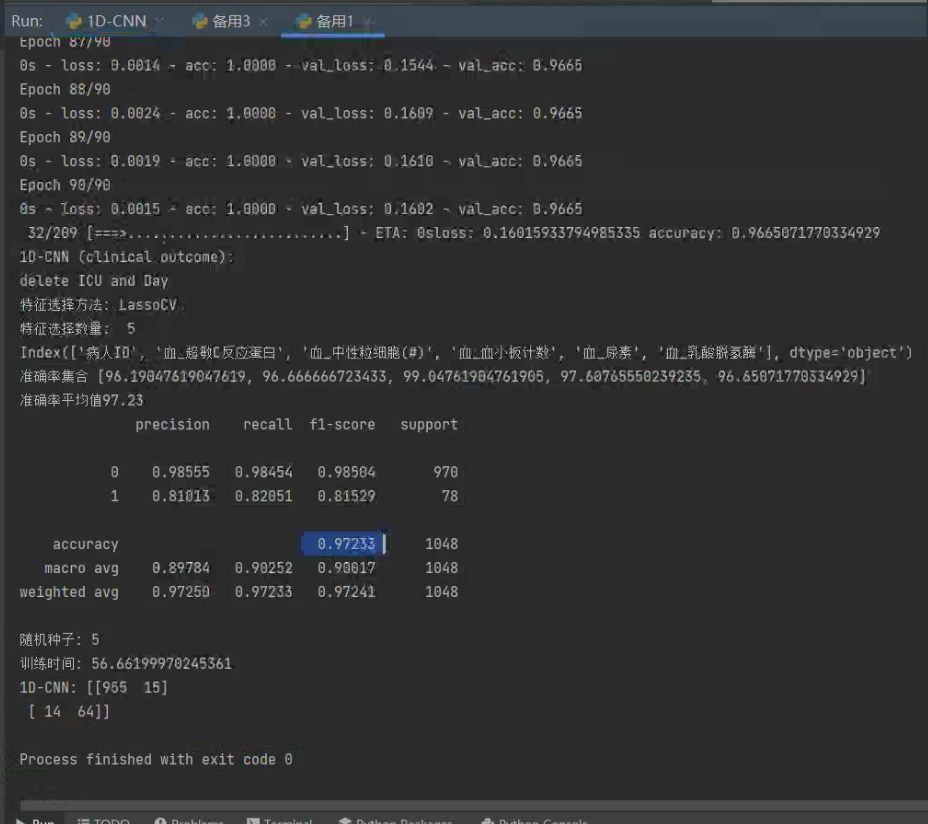 Run: 1D-CNN × 备用3 × 备用1 ×
Epoch 87/90
0s - loss: 0.0014 - acc: 1.0000 - val_loss: 0.1544 - val_acc: 0.9665
Epoch 88/90
0s - loss: 0.0024 - acc: 1.0000 - val_loss: 0.1609 - val_acc: 0.9665
Epoch 89/90
0s - loss: 0.0019 - acc: 1.0000 - val_loss: 0.1610 - val_acc: 0.9665
Epoch 90/90
0s - loss: 0.0015 - acc: 1.0000 - val_loss: 0.1602 - val_acc: 0.9665
32/209 [===>..........................] - ETA: 0sloss: 0.16015933794985335 accuracy: 0.9665071770334929
1D-CNN (clinical outcome):
delete ICU and Day
特征选择方法: LassoCV
特征选择数量: 5
Index(['病人ID', '血_超敏C反应蛋白', '血_中性粒细胞(#)', '血_血小板计数', '血_尿素', '血_乳酸脱氢酶'], dtype='object')
准确率集合 [96.19047619047619, 96.666666723433, 99.04761904761905, 97.60765550239235, 96.65071770334929]
准确率平均值97.23
precision recall f1-score support
0 0.98555 0.98454 0.98504 970
1 0.81013 0.82051 0.81529 78
accuracy 0.97233 1048
macro avg 0.89784 0.90252 0.90017 1048
weighted avg 0.97250 0.97233 0.97241 1048
随机种子: 5
训练时间: 56.66199970245361
1D-CNN: [[955 15]
[ 14 64]]
Process finished with exit code 0
Run TODO Problems Terminal Python Packages Python Console